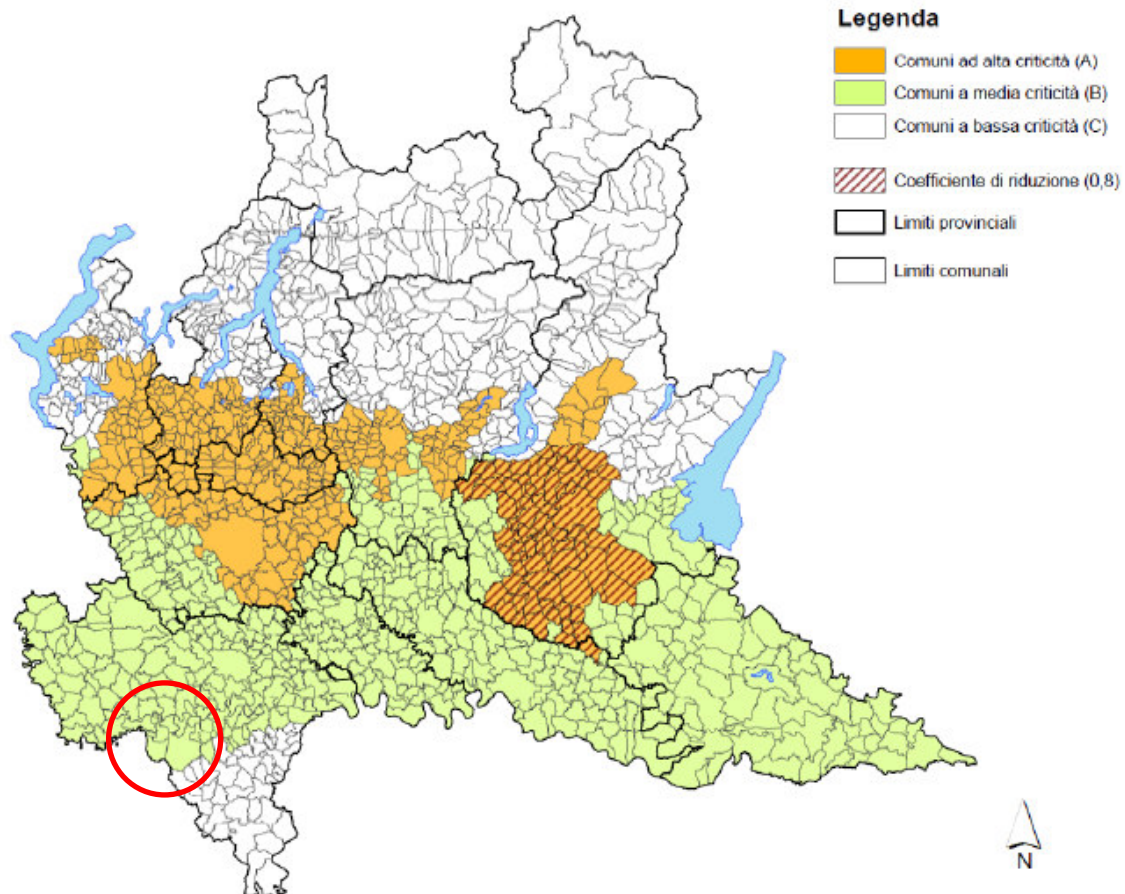 Legenda
Comuni ad alta criticità (A)
Comuni a media criticità (B)
Comuni a bassa criticità (C)
Coefficiente di riduzione (0,8)
Limiti provinciali
Limiti comunali
N